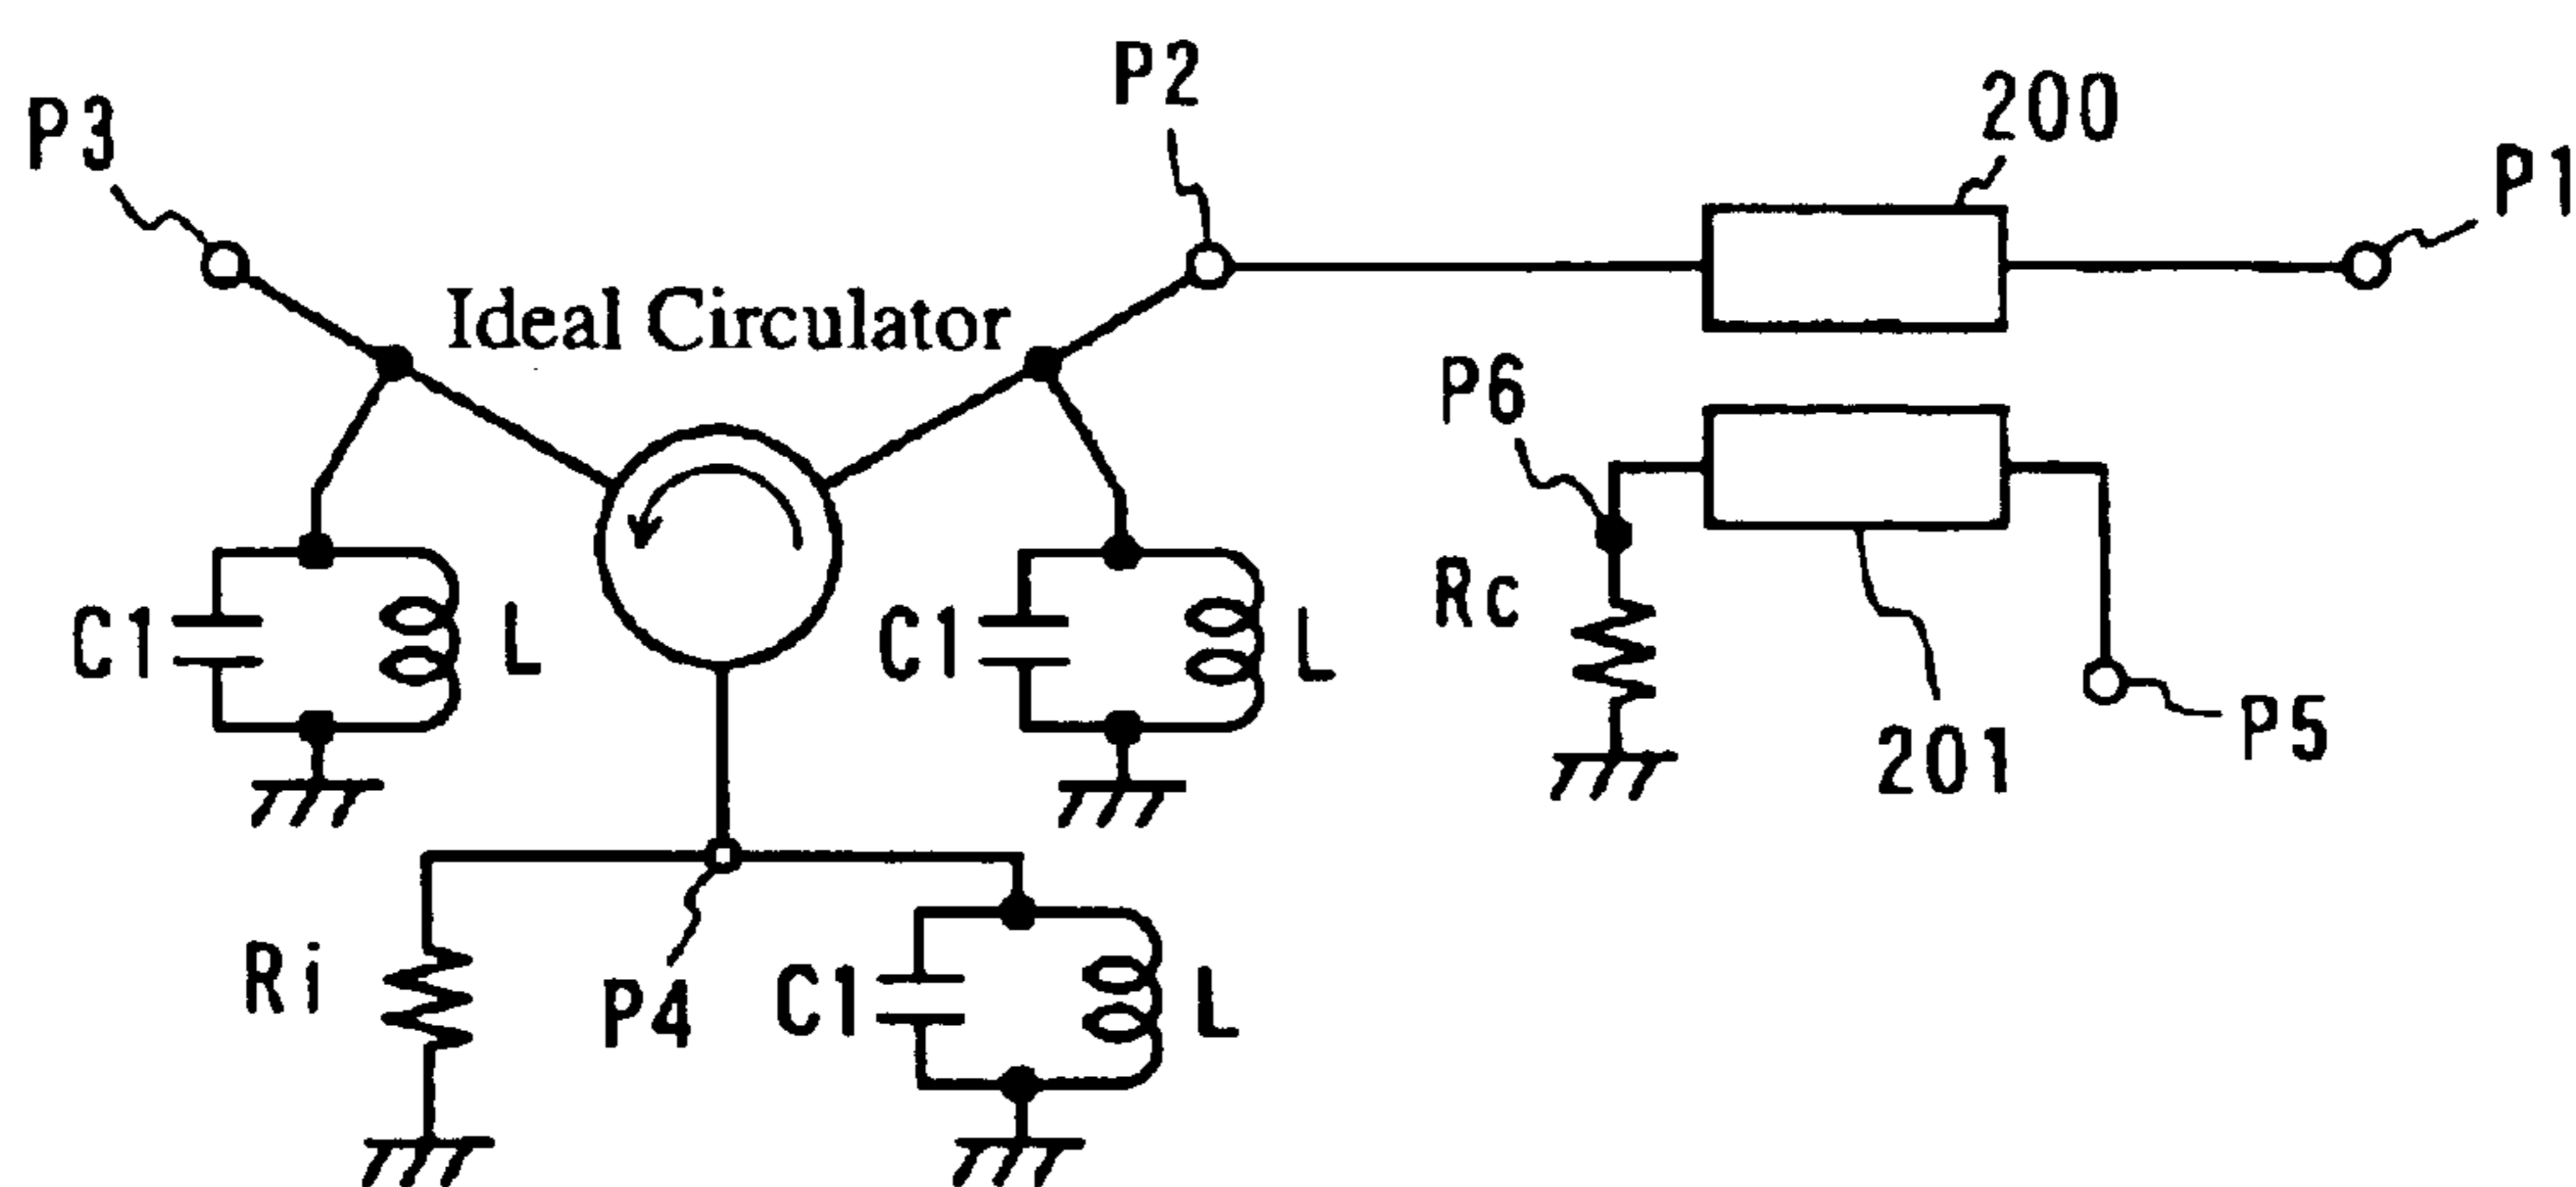 P2
200
P3
P1
Ideal Circulator
P6
C1
L
C1
L
Rc
201
P5
Ri
P4
C1
L